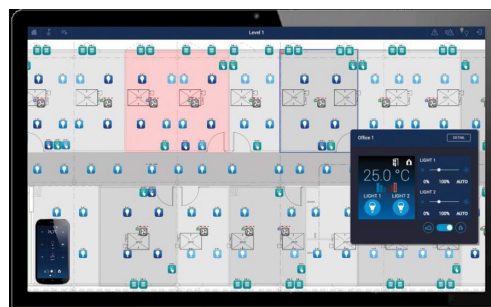 Level 1
Office 1
DETAIL
LIGHT 1
25.0 °C
0% 100% AUTO
LIGHT 2
LIGHT 1 LIGHT 2
0% 100% AUTO